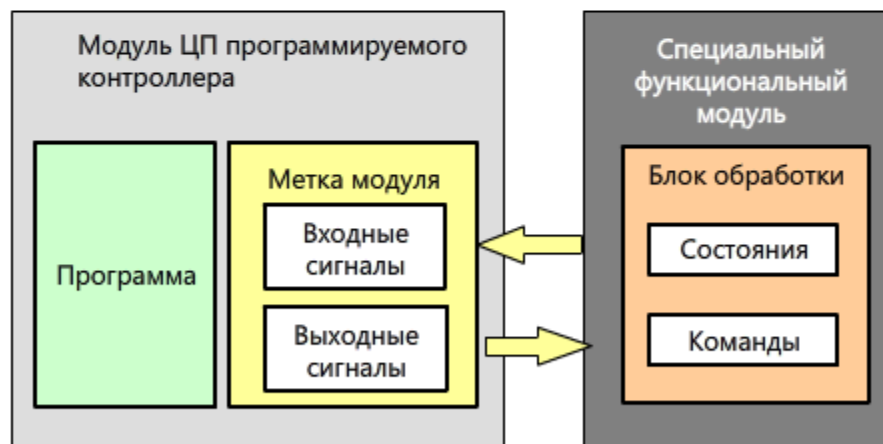 Модуль ЦП программируемого
контроллера
Программа
Метка модуля
Входные
сигналы
Выходные
сигналы
Специальный
функциональный
модуль
Блок обработки
Состояния
Команды